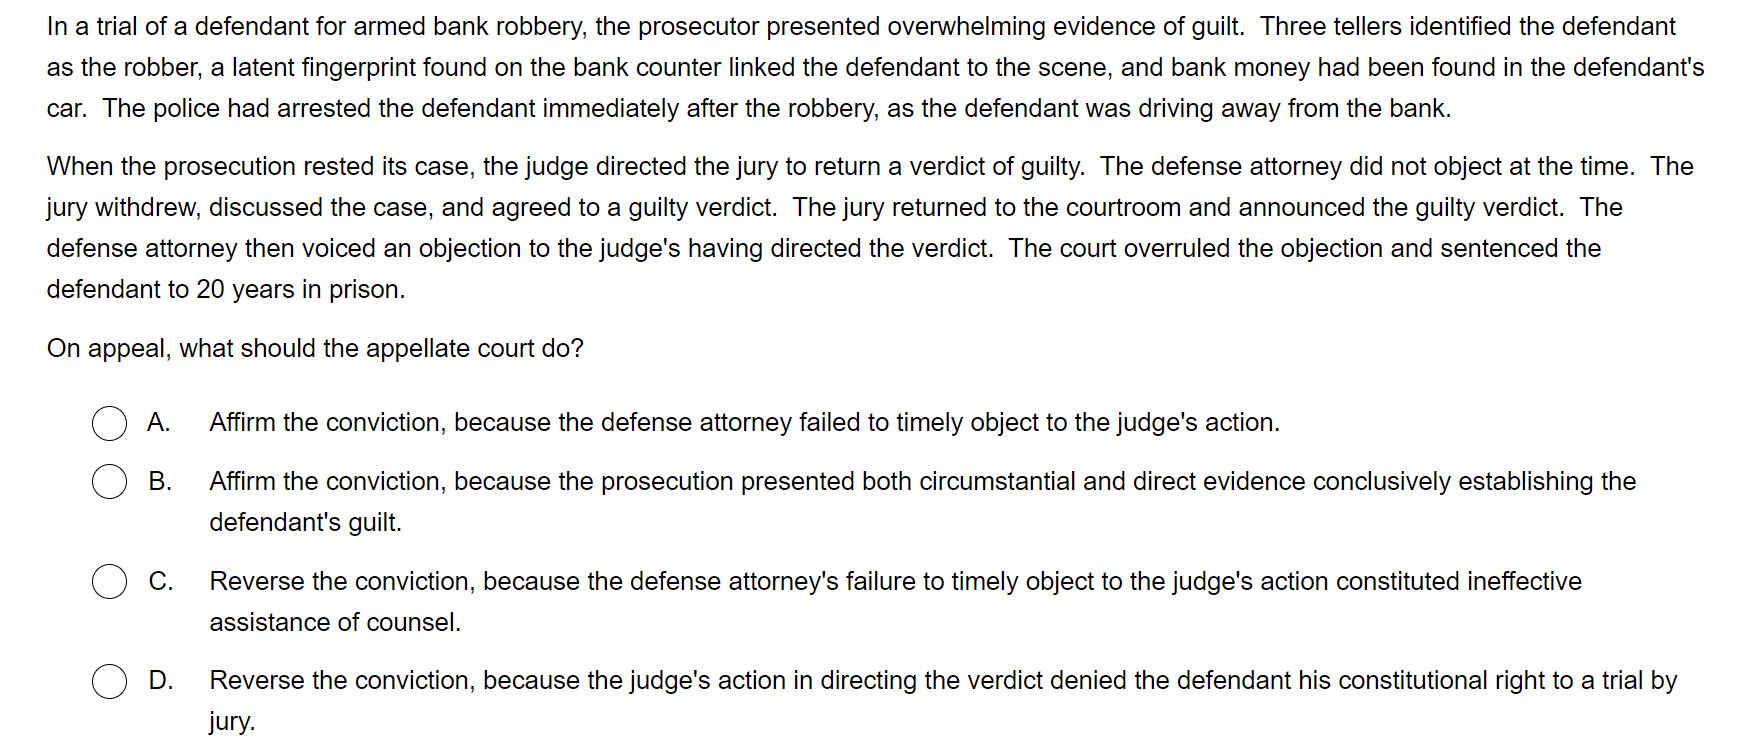 In a trial of a defendant for armed bank robbery, the prosecutor presented overwhelming evidence of guilt.  Three tellers identified the defendant
as the robber, a latent fingerprint found on the bank counter linked the defendant to the scene, and bank money had been found in the defendant's
car.  The police had arrested the defendant immediately after the robbery, as the defendant was driving away from the bank.
When the prosecution rested its case, the judge directed the jury to return a verdict of guilty.  The defense attorney did not object at the time.  The
jury withdrew, discussed the case, and agreed to a guilty verdict.  The jury returned to the courtroom and announced the guilty verdict.  The
defense attorney then voiced an objection to the judge's having directed the verdict.  The court overruled the objection and sentenced the
defendant to 20 years in prison.
On appeal, what should the appellate court do?
A. Affirm the conviction, because the defense attorney failed to timely object to the judge's action.
B. Affirm the conviction, because the prosecution presented both circumstantial and direct evidence conclusively establishing the
defendant's guilt.
C. Reverse the conviction, because the defense attorney's failure to timely object to the judge's action constituted ineffective
assistance of counsel.
D. Reverse the conviction, because the judge's action in directing the verdict denied the defendant his constitutional right to a trial by
jury.